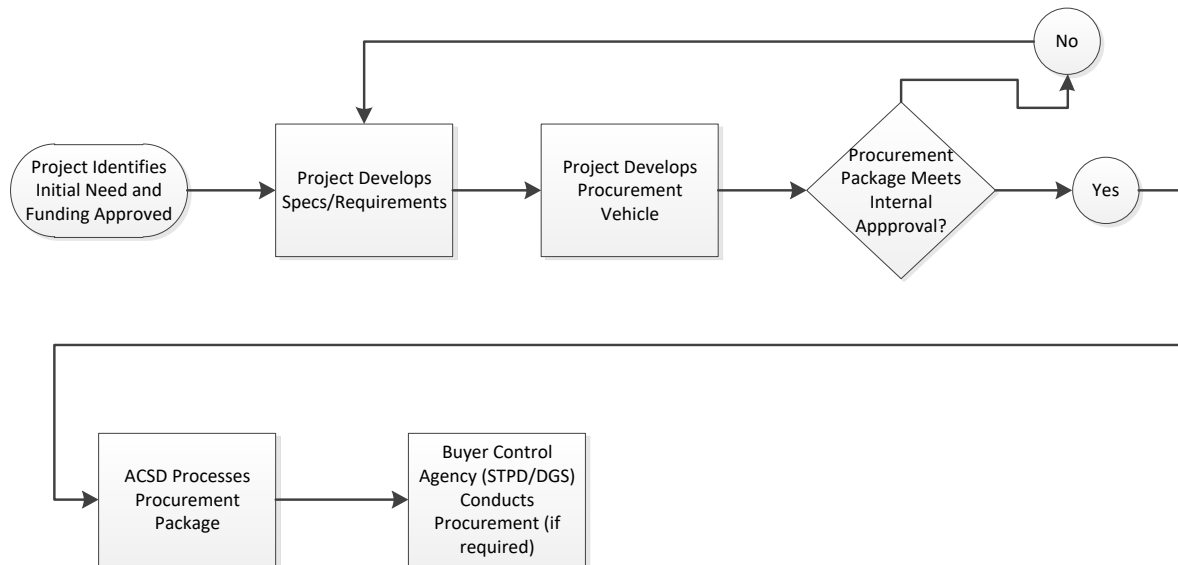 No
Project Identifies
Initial Need and
Funding Approved
Project Develops
Specs/Requirements
Project Develops
Procurement
Vehicle
Procurement
Package Meets
Internal
Appproval?
Yes
ACSD Processes
Procurement
Package
Buyer Control
Agency (STPD/DGS)
Conducts
Procurement (if
required)